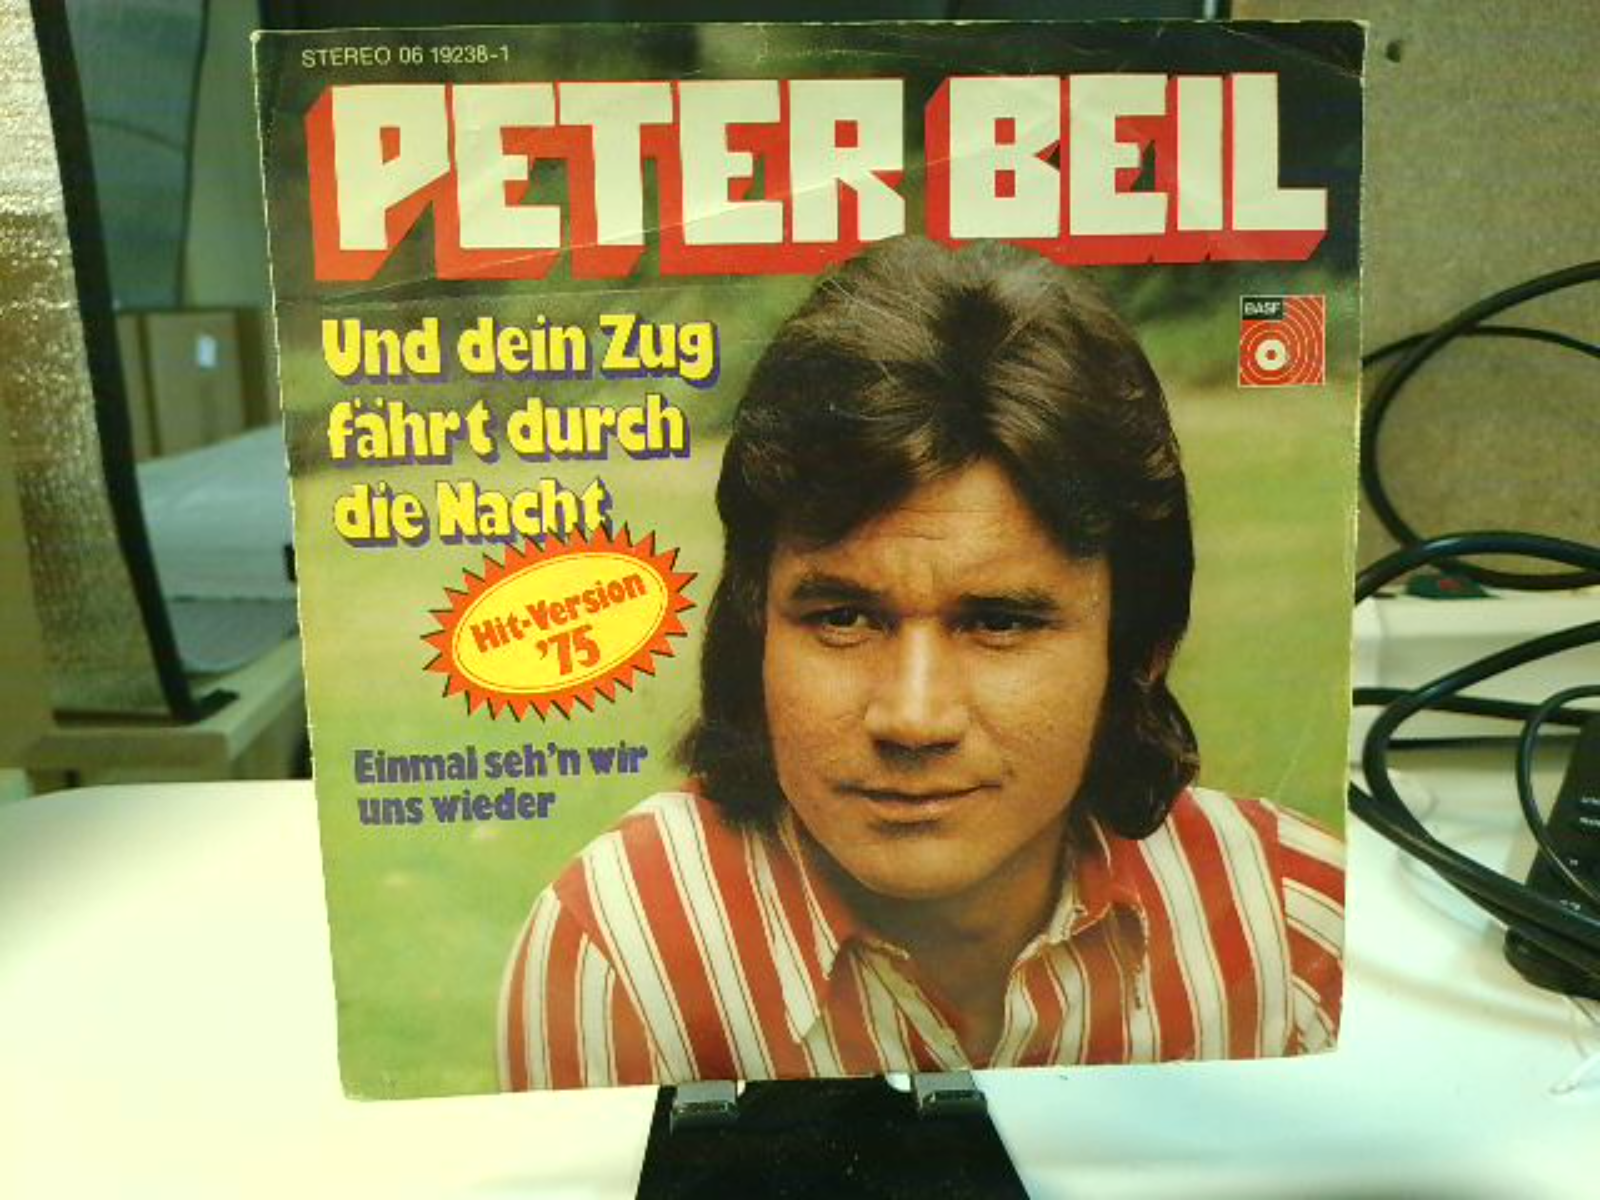 STEREO 06 19238-1
PETER BEIL
BASF
Und dein Zug
fährt durch
die Nacht
Hit-Version
'75
Einmal seh'n wir
uns wieder